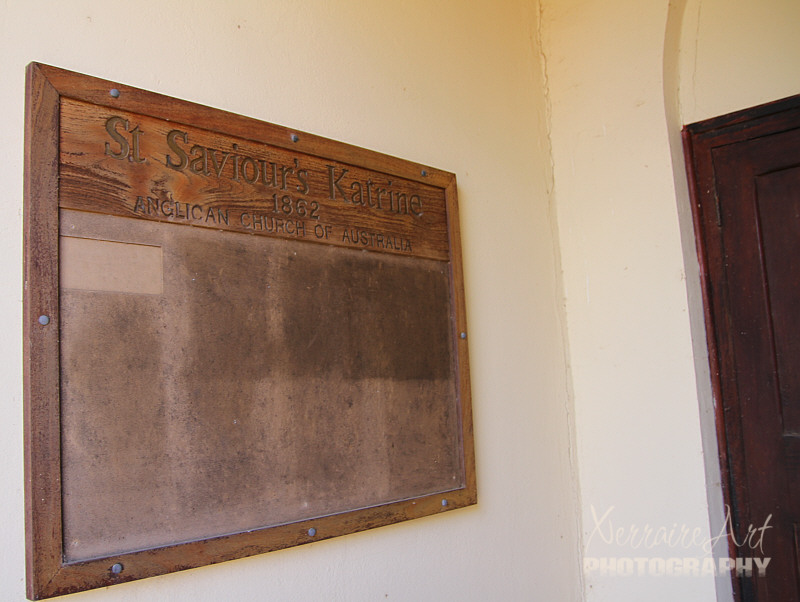 St Saviour's Katrine
1862
ANGLICAN CHURCH OF AUSTRALIA
XerraireArt
PHOTOGRAPHY